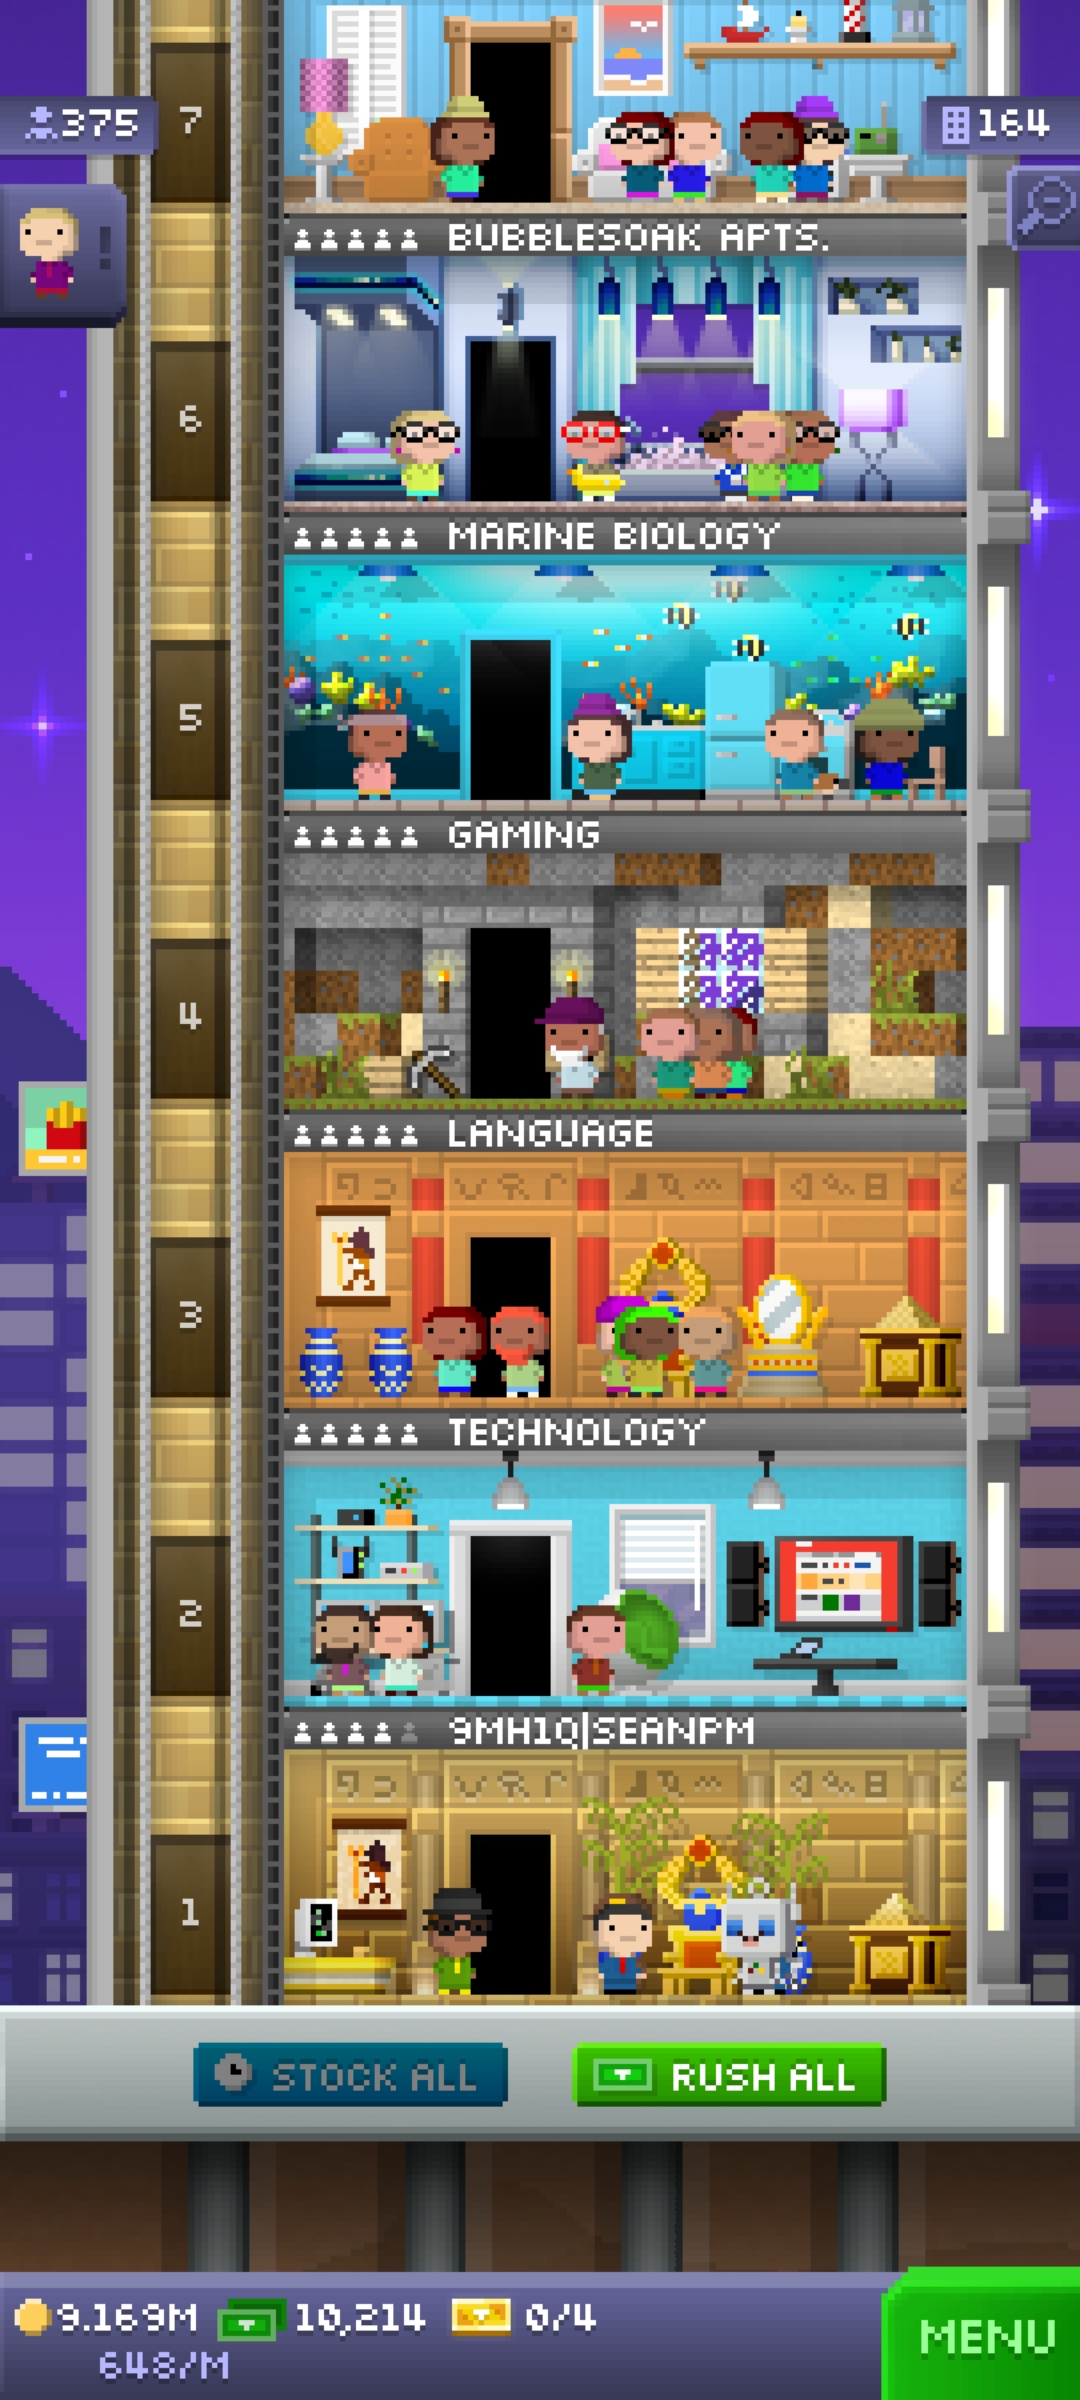 375
7
164
BUBBLESOAK APTS.
6
MARINE BIOLOGY
5
GAMING
4
LANGUAGE
3
TECHNOLOGY
2
9MH1Q|SEANPM
1
STOCK ALL
RUSH ALL
9.169M
10,214
0/4
648/M
MENU